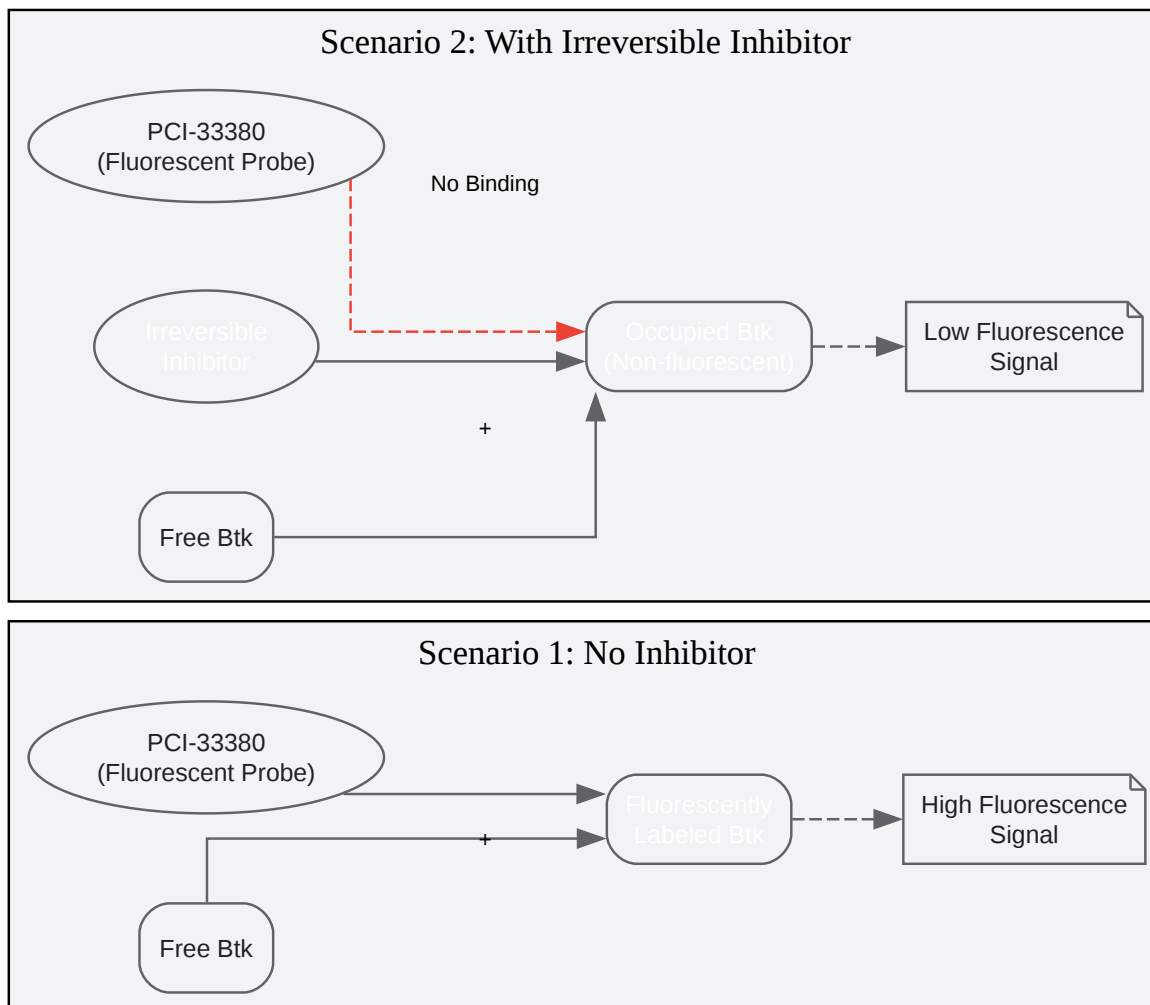 Scenario 2: With Irreversible Inhibitor
PCI-33380
(Fluorescent Probe)
No Binding
Irreversible
Inhibitor
Occupied Btk
(Non-fluorescent)
Low Fluorescence
Signal
+
Free Btk
Scenario 1: No Inhibitor
PCI-33380
(Fluorescent Probe)
Fluorescently
Labeled Btk
High Fluorescence
Signal
+
Free Btk